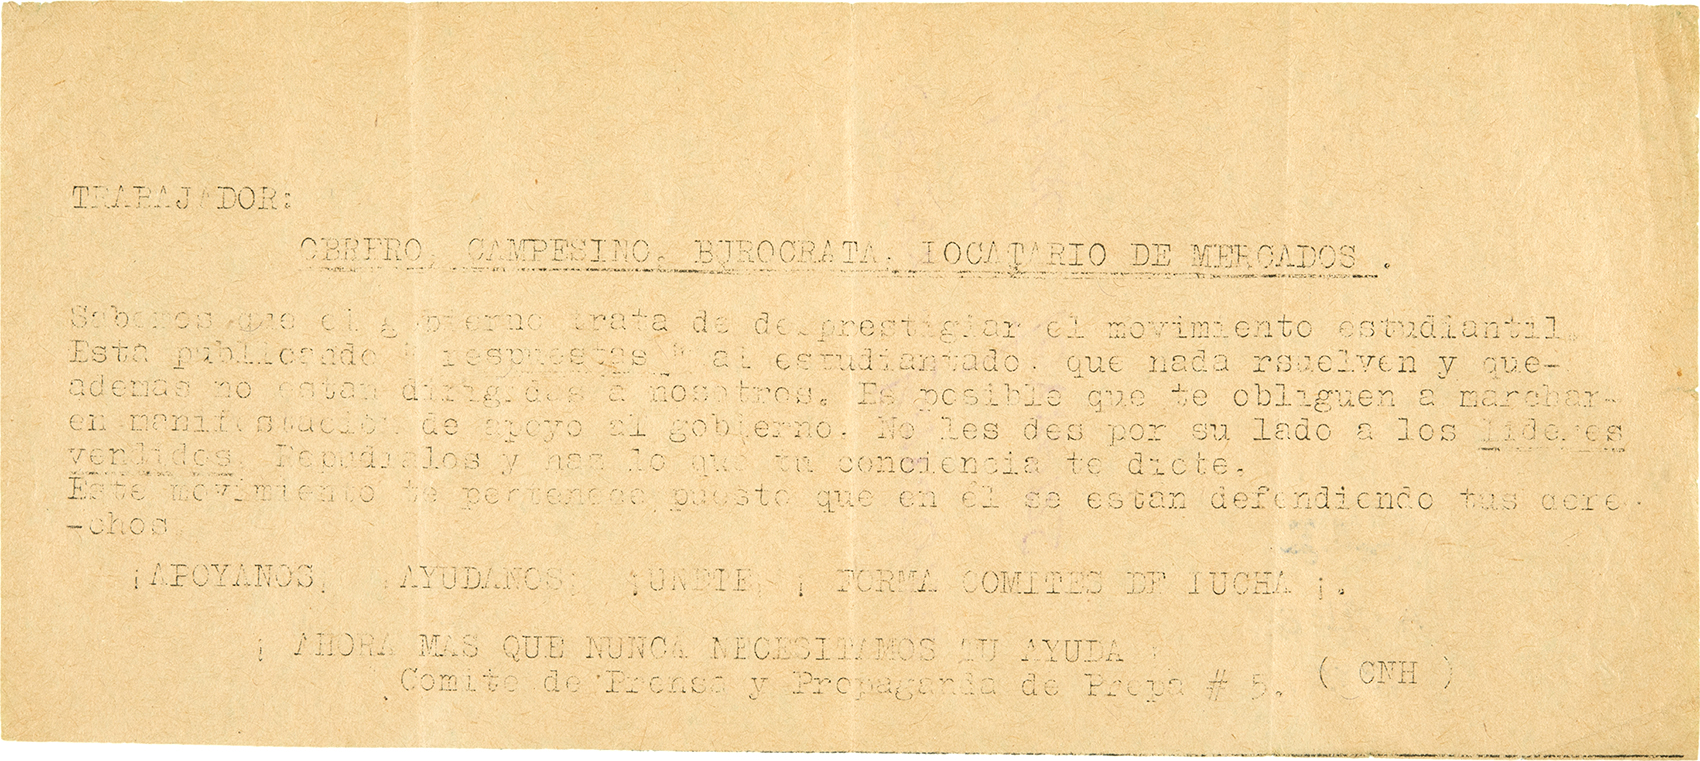 TRABAJADOR:
OBRERO, CAMPESINO, BUROCRATA, LOCATARIO DE MERCADOS .
Sabemos que el gobierno trata de desprestigiar el movimiento estudiantil.
Está publicando " respuestas " al estudiantado, que nada rsuelven y que-
ademas no estan dirigidas a nosotros. Es posible que te obliguen a marchar-
en manifestación de apoyo al gobierno. No les des por su lado a los lideres
vendidos. Repudialos y haz lo que tu conciencia te dicte.
Este movimiento te pertenece puesto que en él se estan defendiendo tus dere-
-chos
¡APOYANOS¡ ¡AYUDANOS¡ ¡UNETE¡ ¡ FORMA COMITES DE LUCHA ¡.
¡ AHORA MAS QUE NUNCA NECESITAMOS TU AYUDA
Comite de Prensa y Propaganda de Prepa # 5. ( CNH )